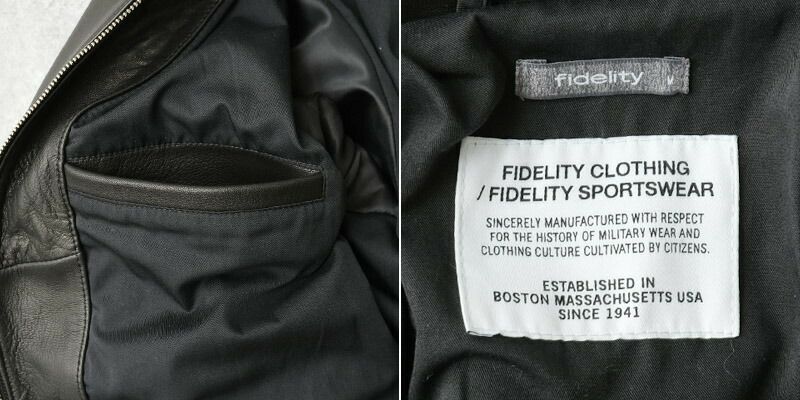 fidelity M
FIDELITY CLOTHING
/ FIDELITY SPORTSWEAR
SINCERELY MANUFACTURED WITH RESPECT
FOR THE HISTORY OF MILITARY WEAR AND
CLOTHING CULTURE CULTIVATED BY CITIZENS.
ESTABLISHED IN
BOSTON MASSACHUSETTS USA
SINCE 1941